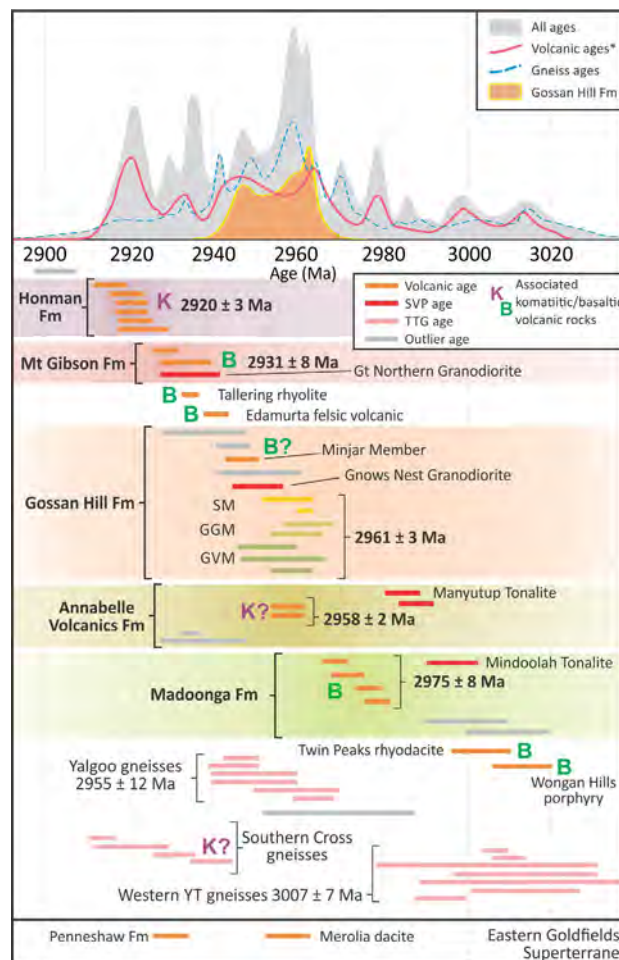 All ages
Volcanic ages*
Gneiss ages
Gossan Hill Fm
2900 2920 2940 2960 2980 3000 3020
Age (Ma)
Volcanic age
SVP age
TTG age
Outlier age
K Associated
B komatiitic/basaltic
volcanic rocks
Honman
Fm
K 2920 ± 3 Ma
Mt Gibson Fm
B 2931 ± 8 Ma
Gt Northern Granodiorite
B Tallering rhyolite
B Edamurta felsic volcanic
Gossan Hill Fm
B?
Minjar Member
Gnows Nest Granodiorite
SM
GGM
GVM
2961 ± 3 Ma
Annabelle
Volcanics Fm
K?
2958 ± 2 Ma
Manyutup Tonalite
Madoonga Fm
B
2975 ± 8 Ma
Mindoolah Tonalite
Twin Peaks rhyodacite B
Wongan Hills B
porphyry
Yalgoo gneisses
2955 ± 12 Ma
K?
Southern Cross
gneisses
Western YT gneisses 3007 ± 7 Ma
Penneshaw Fm
Merolia dacite
Eastern Goldfields
Superterrane